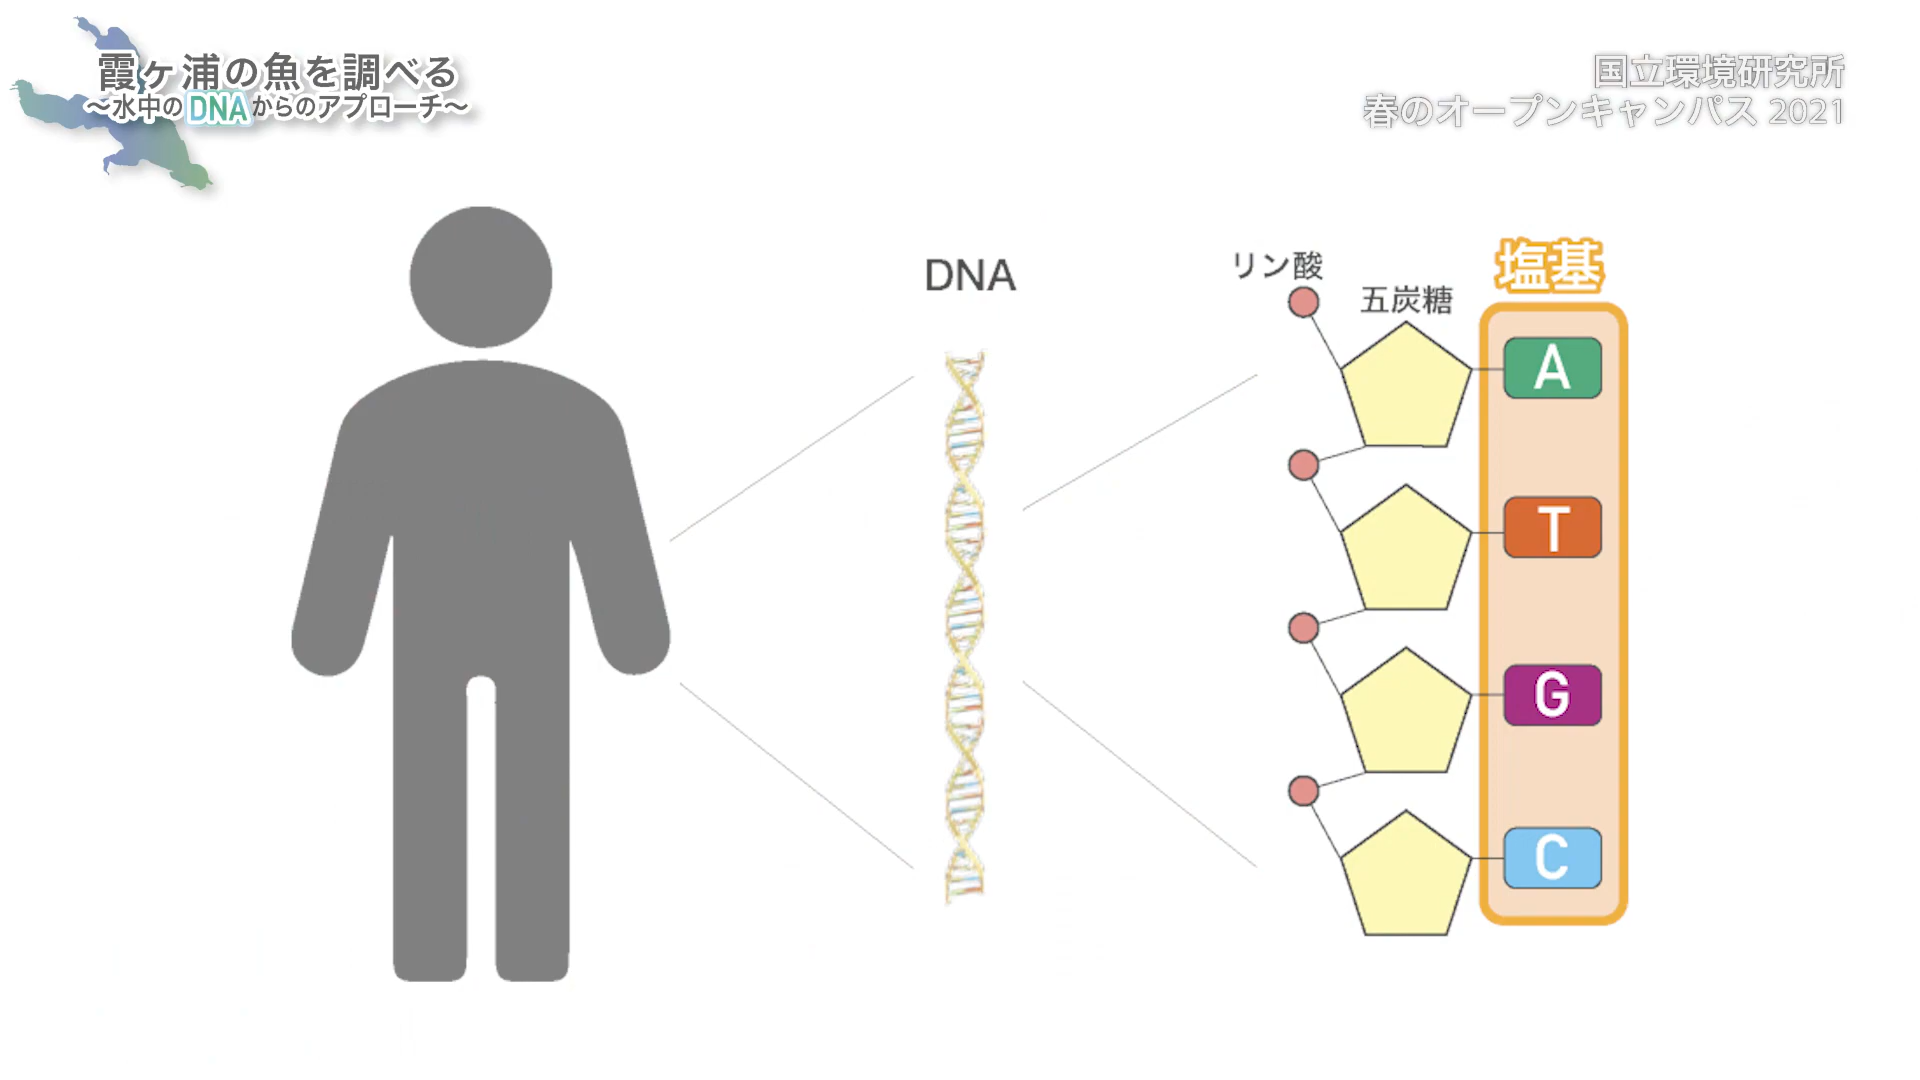 霞ヶ浦の魚を調べる
～水中のDNAからのアプローチ～
国立環境研究所
春のオープンキャンパス 2021
DNA
リン酸
五炭糖
塩基
A
T
G
C